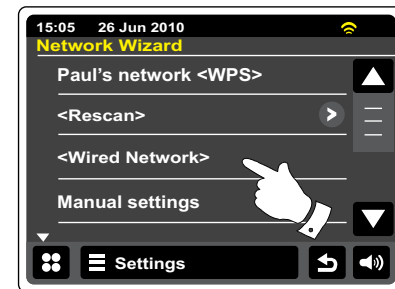 15:05 26 Jun 2010
Network Wizard
Paul's network <WPS>
<Rescan>
<Wired Network>
Manual settings
Settings